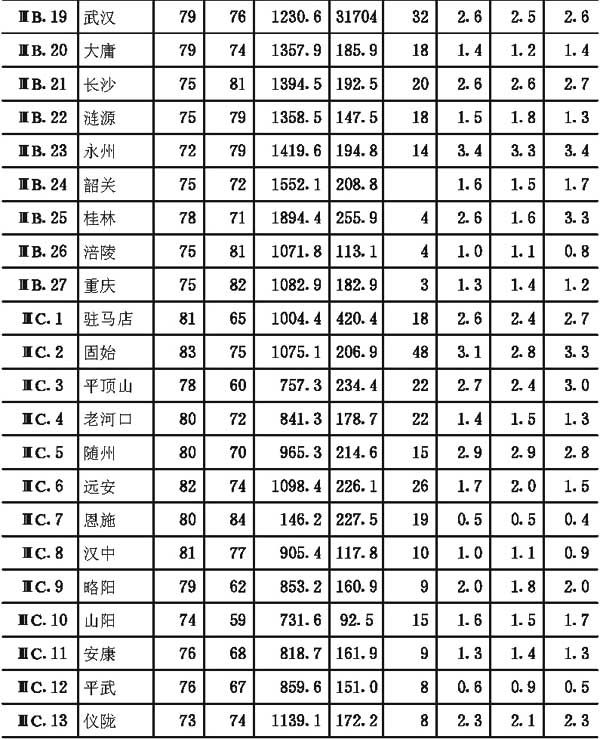 ⅢB.19 武汉 79 76 1230.6 31704 32 2.6 2.5 2.6
ⅢB.20 大庸 79 74 1357.9 185.9 18 1.4 1.2 1.4
ⅢB.21 长沙 75 81 1394.5 192.5 20 2.6 2.6 2.7
ⅢB.22 涟源 75 79 1358.5 147.5 18 1.5 1.8 1.3
ⅢB.23 永州 72 79 1419.6 194.8 14 3.4 3.3 3.4
ⅢB.24 韶关 75 72 1552.1 208.8 1.6 1.5 1.7
ⅢB.25 桂林 78 71 1894.4 255.9 4 2.6 1.6 3.3
ⅢB.26 涪陵 75 81 1071.8 113.1 4 1.0 1.1 0.8
ⅢB.27 重庆 75 82 1082.9 182.9 3 1.3 1.4 1.2
ⅢC.1 驻马店 81 65 1004.4 420.4 18 2.6 2.4 2.7
ⅢC.2 固始 83 75 1075.1 206.9 48 3.1 2.8 3.3
ⅢC.3 平顶山 78 60 757.3 234.4 22 2.7 2.4 3.0
ⅢC.4 老河口 80 72 841.3 178.7 22 1.4 1.5 1.3
ⅢC.5 随州 80 70 965.3 214.6 15 2.9 2.9 2.8
ⅢC.6 远安 82 74 1098.4 226.1 26 1.7 2.0 1.5
ⅢC.7 恩施 80 84 146.2 227.5 19 0.5 0.5 0.4
ⅢC.8 汉中 81 77 905.4 117.8 10 1.0 1.1 0.9
ⅢC.9 略阳 79 62 853.2 160.9 9 2.0 1.8 2.0
ⅢC.10 山阳 74 59 731.6 92.5 15 1.6 1.5 1.7
ⅢC.11 安康 76 68 818.7 161.9 9 1.3 1.4 1.3
ⅢC.12 平武 76 67 859.6 151.0 8 0.6 0.9 0.5
ⅢC.13 仪陇 73 74 1139.1 172.2 8 2.3 2.1 2.3